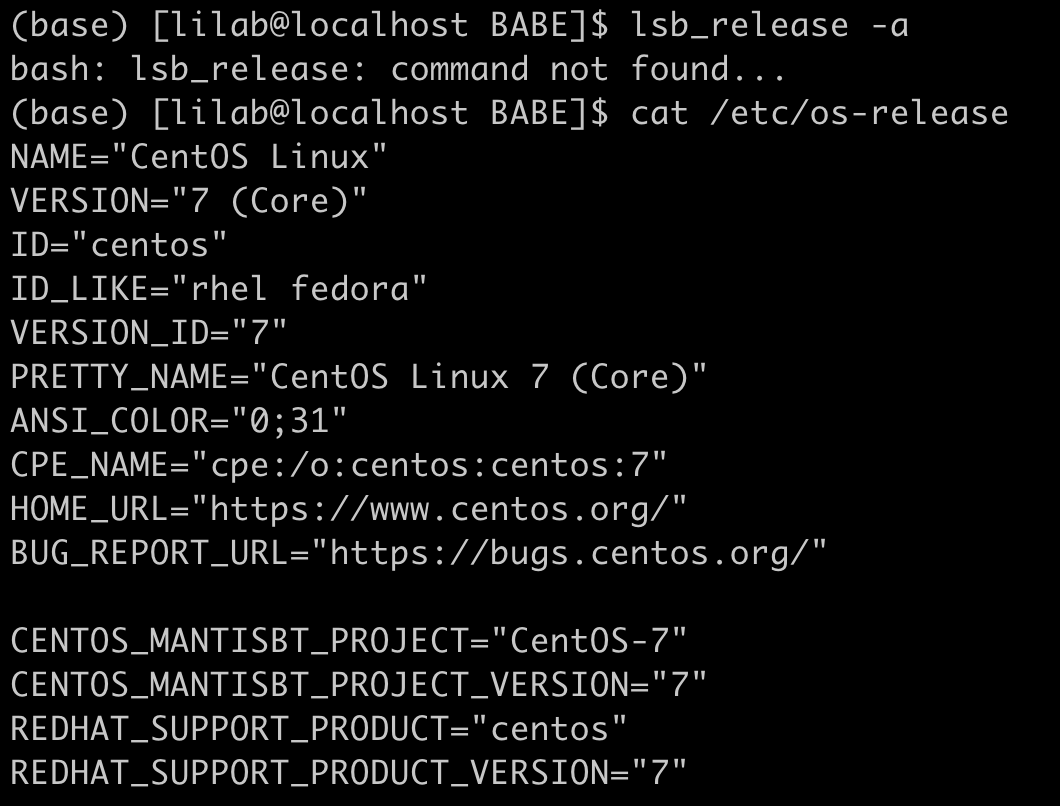 (base) [lilab@localhost BABE]$ lsb_release -a
bash: lsb_release: command not found...
(base) [lilab@localhost BABE]$ cat /etc/os-release
NAME="CentOS Linux"
VERSION="7 (Core)"
ID="centos"
ID_LIKE="rhel fedora"
VERSION_ID="7"
PRETTY_NAME="CentOS Linux 7 (Core)"
ANSI_COLOR="0;31"
CPE_NAME="cpe:/o:centos:centos:7"
HOME_URL="https://www.centos.org/"
BUG_REPORT_URL="https://bugs.centos.org/"

CENTOS_MANTISBT_PROJECT="CentOS-7"
CENTOS_MANTISBT_PROJECT_VERSION="7"
REDHAT_SUPPORT_PRODUCT="centos"
REDHAT_SUPPORT_PRODUCT_VERSION="7"